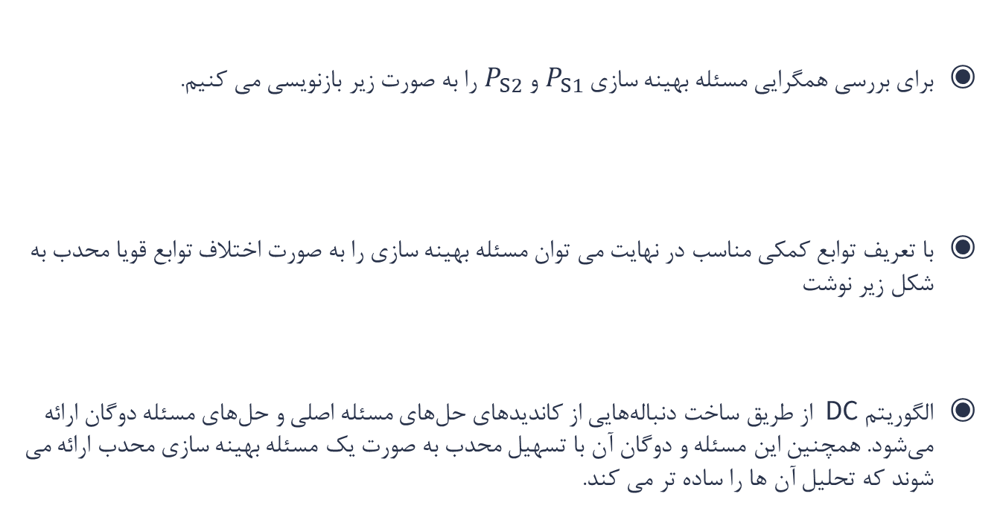 برای بررسی همگرایی مسئله بهینه سازی P_S1 و P_S2 را به صورت زیر بازنویسی می کنیم.
با تعریف توابع کمکی مناسب در نهایت می توان مسئله بهینه سازی را به صورت اختلاف توابع قویا محدب به
شکل زیر نوشت
الگوریتم DC از طریق ساخت دنباله‌هایی از کاندیدهای حل‌های مسئله اصلی و حل‌های مسئله دوگان ارائه
می‌شود. همچنین این مسئله و دوگان آن با تسهیل محدب به صورت یک مسئله بهینه سازی محدب ارائه می
شوند که تحلیل آن ها را ساده تر می کند.